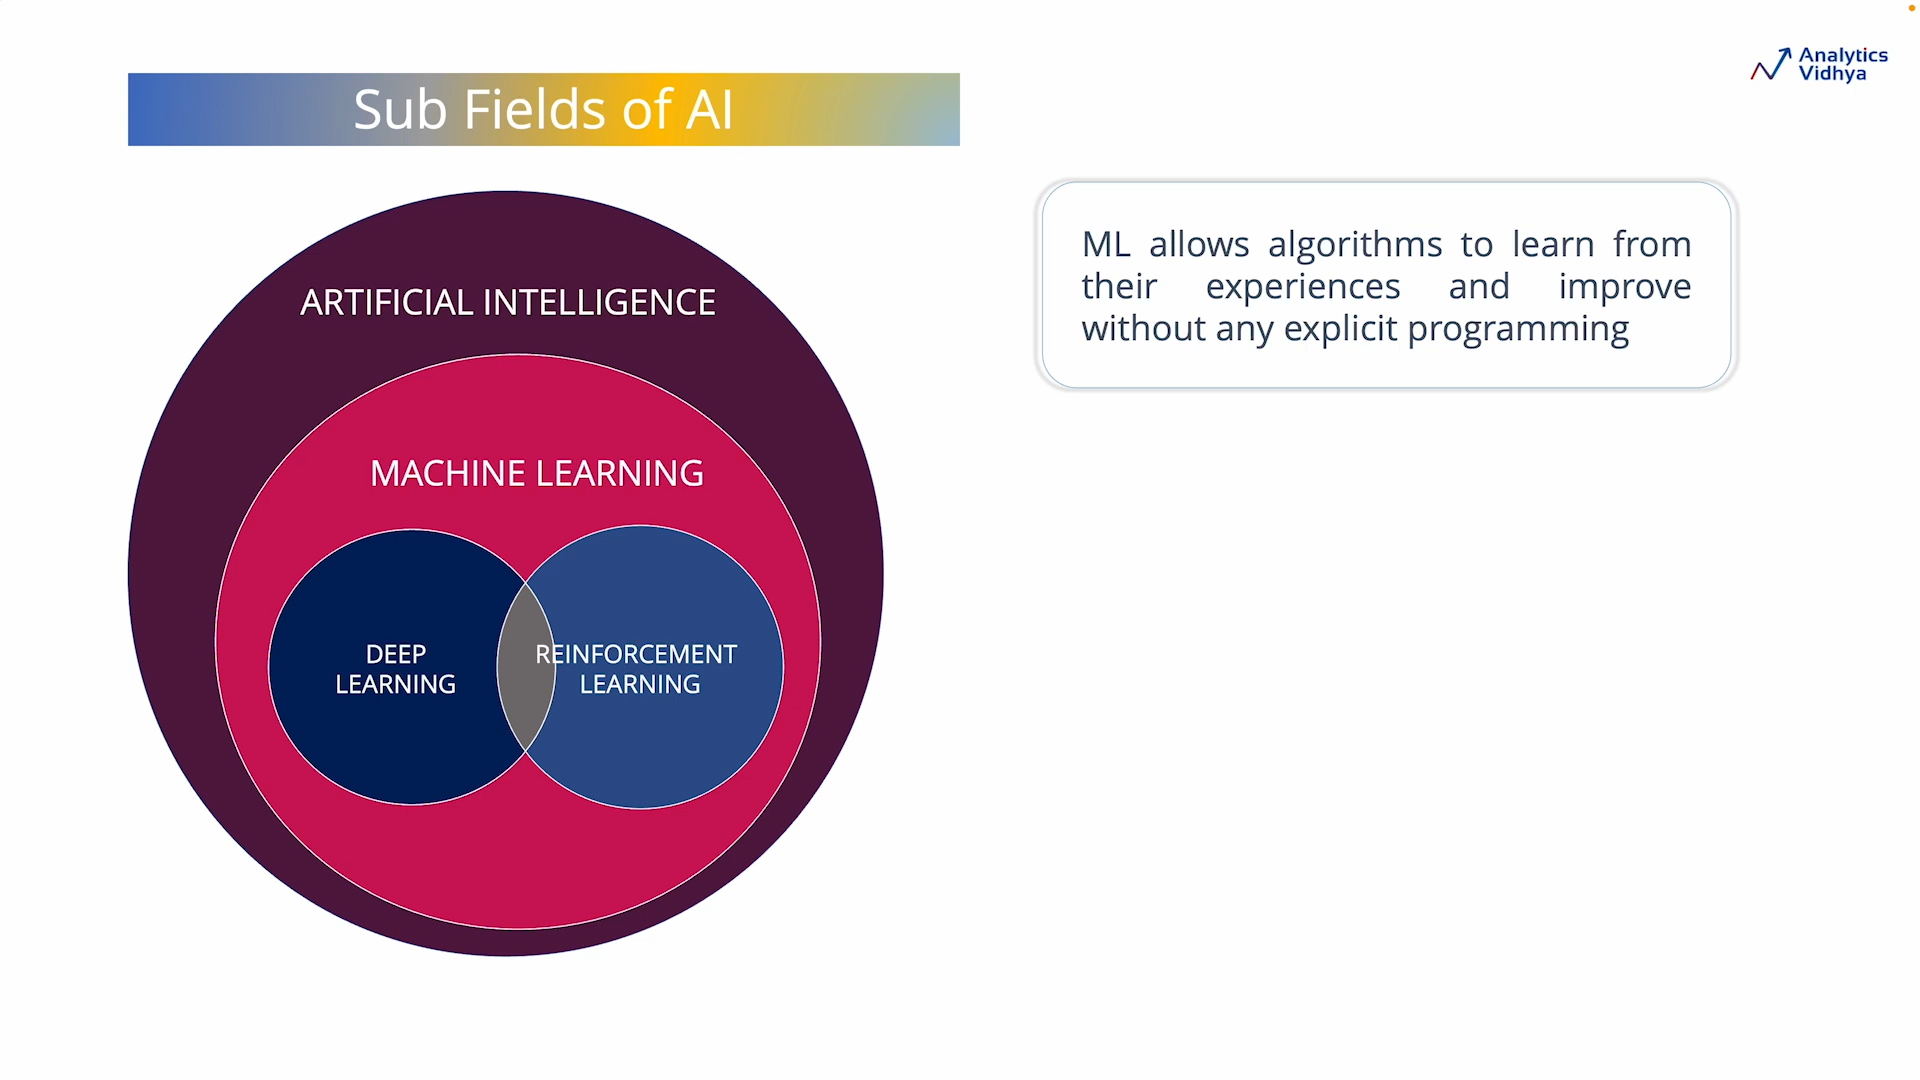 Analytics
Vidhya
Sub Fields of AI
ARTIFICIAL INTELLIGENCE
MACHINE LEARNING
DEEP
LEARNING
REINFORCEMENT
LEARNING
ML allows algorithms to learn from
their experiences and improve
without any explicit programming